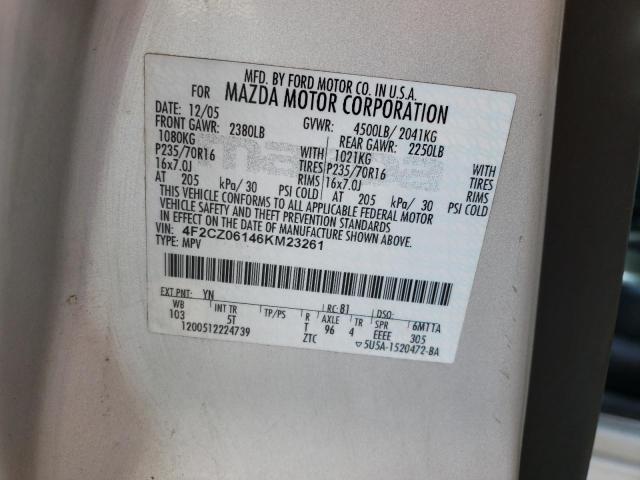 MFD. BY FORD MOTOR CO. IN U.S.A.
FOR MAZDA MOTOR CORPORATION
DATE: 12/05 GVWR: 4500LB/ 2041KG
FRONT GAWR: 2380LB REAR GAWR: 2250LB
1080KG WITH 1021KG WITH
P235/70R16 TIRES P235/70R16 TIRES
16x7.0J RIMS 16x7.0J RIMS
AT 205 kPa/ 30 PSI COLD AT 205 kPa/ 30 PSI COLD
THIS VEHICLE CONFORMS TO ALL APPLICABLE FEDERAL MOTOR
VEHICLE SAFETY AND THEFT PREVENTION STANDARDS
IN EFFECT ON THE DATE OF MANUFACTURE SHOWN ABOVE.
VIN: 4F2CZ06146KM23261
TYPE: MPV
EXT PNT: YN RC: 81 DSO:
WB INT TR TP/PS R AXLE TR SPR 6M1TA
103 5T T 96 4 EEEE 305
1200512224739 ZTC ▽5U5A-1520472-BA